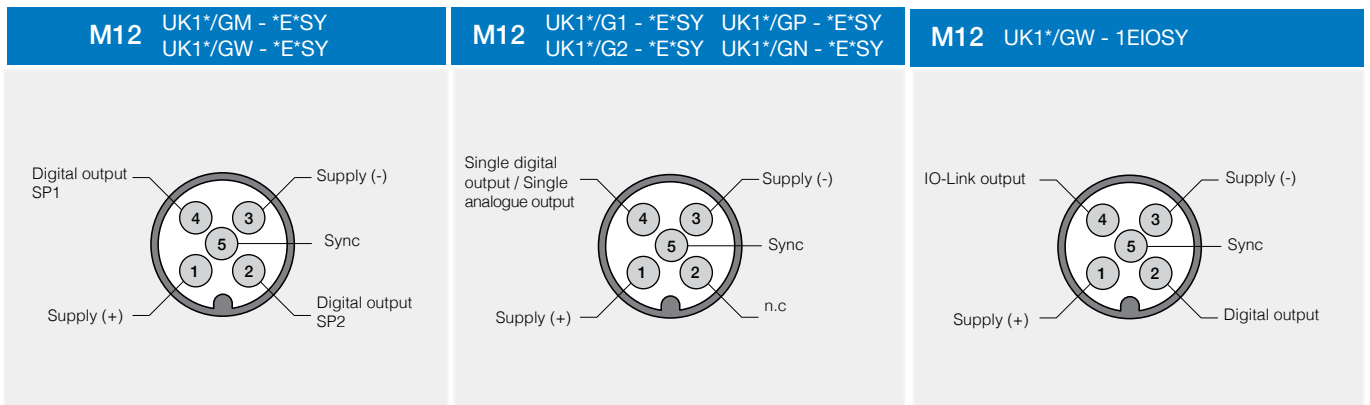 M12 UK1*/GM - *E*SY
UK1*/GW - *E*SY
Digital output
SP1
Supply (-)
4 3
5
Sync
1 2
Supply (+)
Digital output
SP2
M12 UK1*/G1 - *E*SY UK1*/GP - *E*SY
UK1*/G2 - *E*SY UK1*/GN - *E*SY
Single digital
output / Single
analogue output
Supply (-)
4 3
5
Sync
1 2
Supply (+)
n.c
M12 UK1*/GW - 1EIOSY
IO-Link output
Supply (-)
4 3
5
Sync
1 2
Supply (+)
Digital output